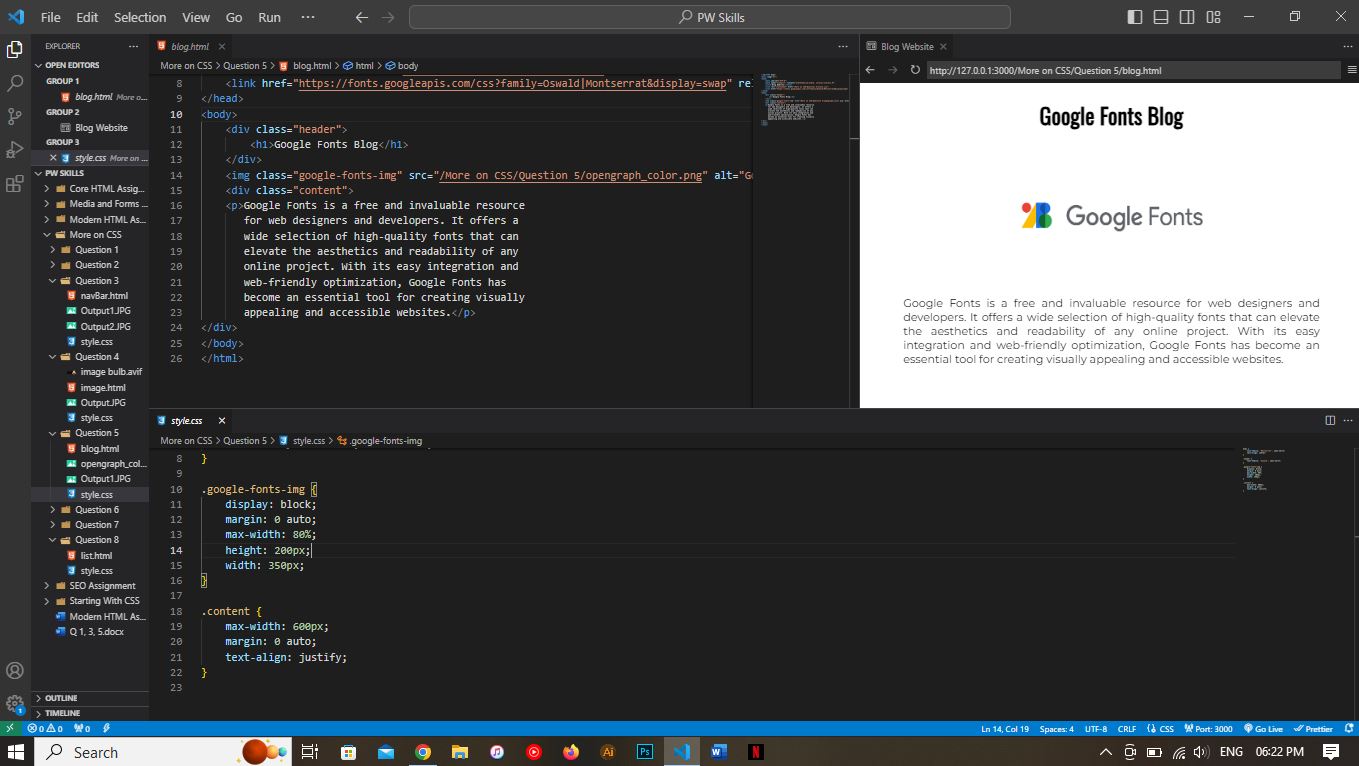 File Edit Selection View Go Run ··· PW Skills
EXPLORER
OPEN EDITORS
GROUP 1
blog.html More o...
GROUP 2
Blog Website
GROUP 3
style.css More on ...
PW SKILLS
Core HTML Assig...
Media and Forms ...
Modern HTML As...
More on CSS
Question 1
Question 2
Question 3
navBar.html
Output1.JPG
Output2.JPG
style.css
Question 4
image bulb.avif
image.html
Output.JPG
style.css
Question 5
blog.html
opengraph_col...
Output1.JPG
style.css
Question 6
Question 7
Question 8
list.html
style.css
SEO Assignment
Starting With CSS
Modern HTML As...
Q 1, 3, 5.docx
OUTLINE
TIMELINE
blog.html
More on CSS > Question 5 > blog.html > html > body
8 <link href="https://fonts.googleapis.com/css?family=Oswald|Montserrat&display=swap" rel
9 </head>
10 <body>
11 <div class="header">
12 <h1>Google Fonts Blog</h1>
13 </div>
14 <img class="google-fonts-img" src="/More on CSS/Question 5/opengraph_color.png" alt="Go
15 <div class="content">
16 <p>Google Fonts is a free and invaluable resource
17 for web designers and developers. It offers a
18 wide selection of high-quality fonts that can
19 elevate the aesthetics and readability of any
20 online project. With its easy integration and
21 web-friendly optimization, Google Fonts has
22 become an essential tool for creating visually
23 appealing and accessible websites.</p>
24 </div>
25 </body>
26 </html>
Blog Website
http://127.0.0.1:3000/More on CSS/Question 5/blog.html
Google Fonts Blog
Google Fonts
Google Fonts is a free and invaluable resource for web designers and
developers. It offers a wide selection of high-quality fonts that can elevate
the aesthetics and readability of any online project. With its easy
integration and web-friendly optimization, Google Fonts has become an
essential tool for creating visually appealing and accessible websites.
style.css
More on CSS > Question 5 > style.css > .google-fonts-img
8 }
9
10 .google-fonts-img {
11 display: block;
12 margin: 0 auto;
13 max-width: 80%;
14 height: 200px;
15 width: 350px;
16 }
17
18 .content {
19 max-width: 600px;
20 margin: 0 auto;
21 text-align: justify;
22 }
23
0 0 0 Ln 14, Col 19 Spaces: 4 UTF-8 CRLF CSS Port: 3000 Go Live Prettier
Search ENG 06:22 PM